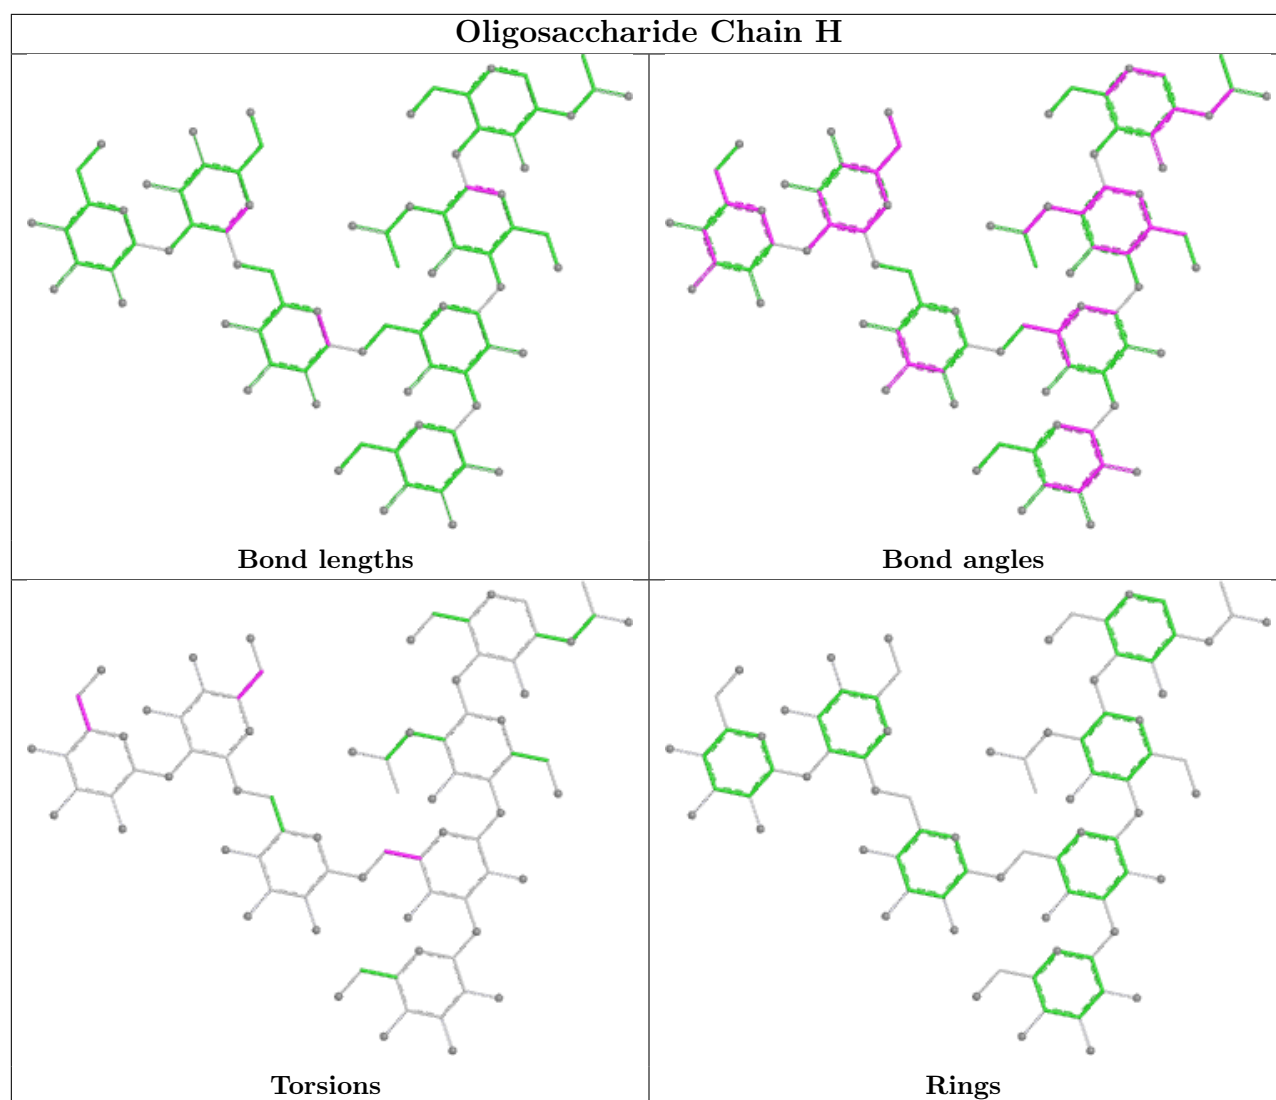 Oligosaccharide Chain H
Bond lengths
Bond angles
Torsions
Rings